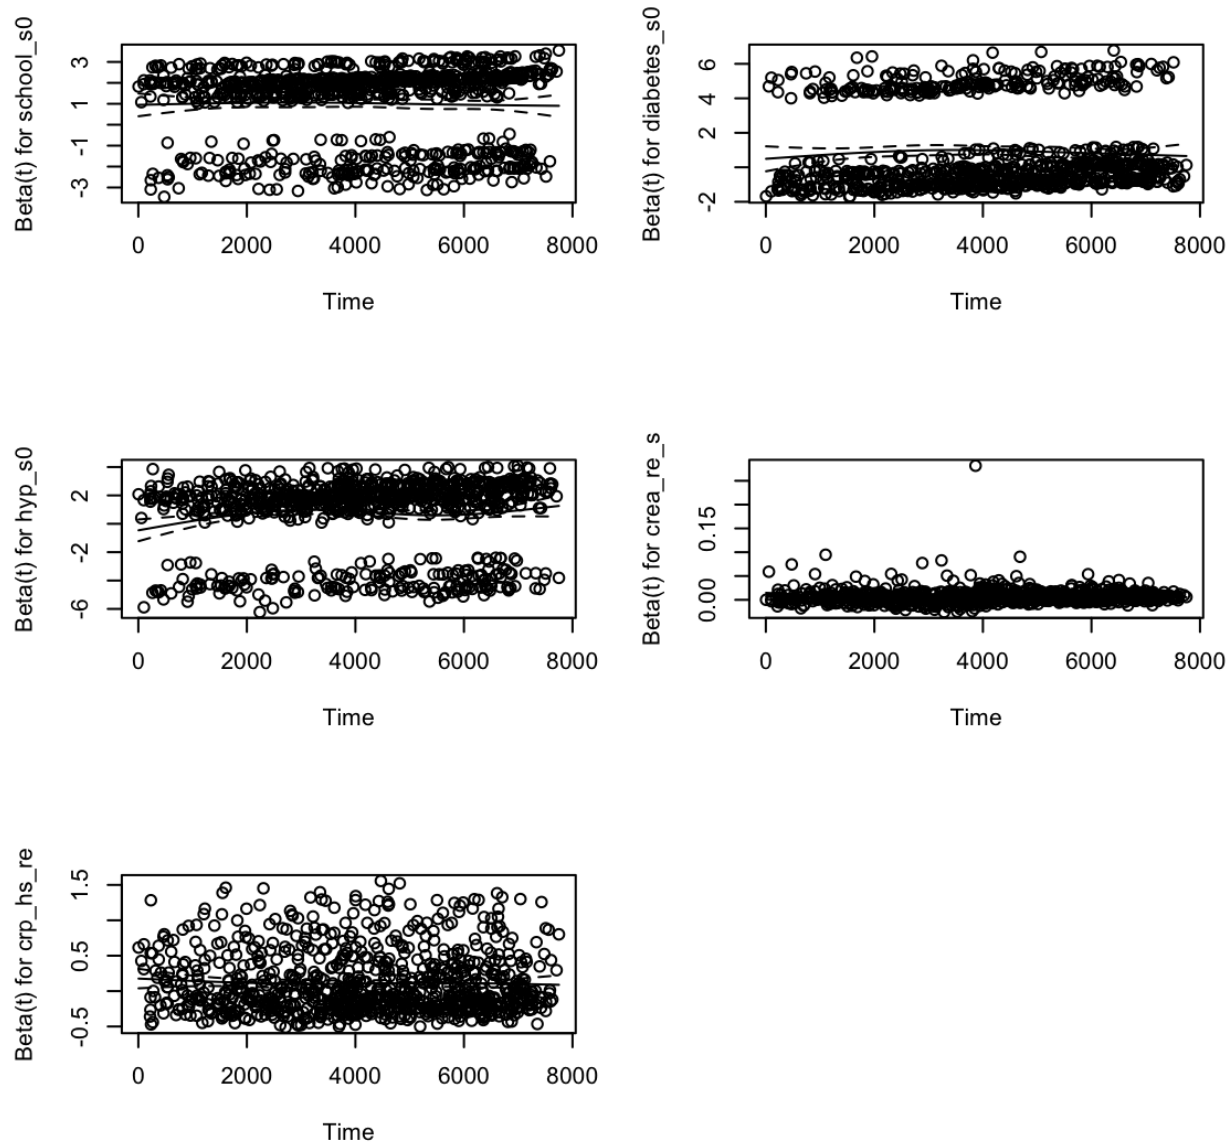 Beta(t) for school_s0
3
1
-1
-3
0 2000 4000 6000 8000
Time
Beta(t) for diabetes_s0
6
4
2
-2
0 2000 4000 6000 8000
Time
Beta(t) for hyp_s0
2
-2
-6
0 2000 4000 6000 8000
Time
Beta(t) for crea_re_s
0.15
0.00
0 2000 4000 6000 8000
Time
Beta(t) for crp_hs_re
1.5
0.5
-0.5
0 2000 4000 6000 8000
Time